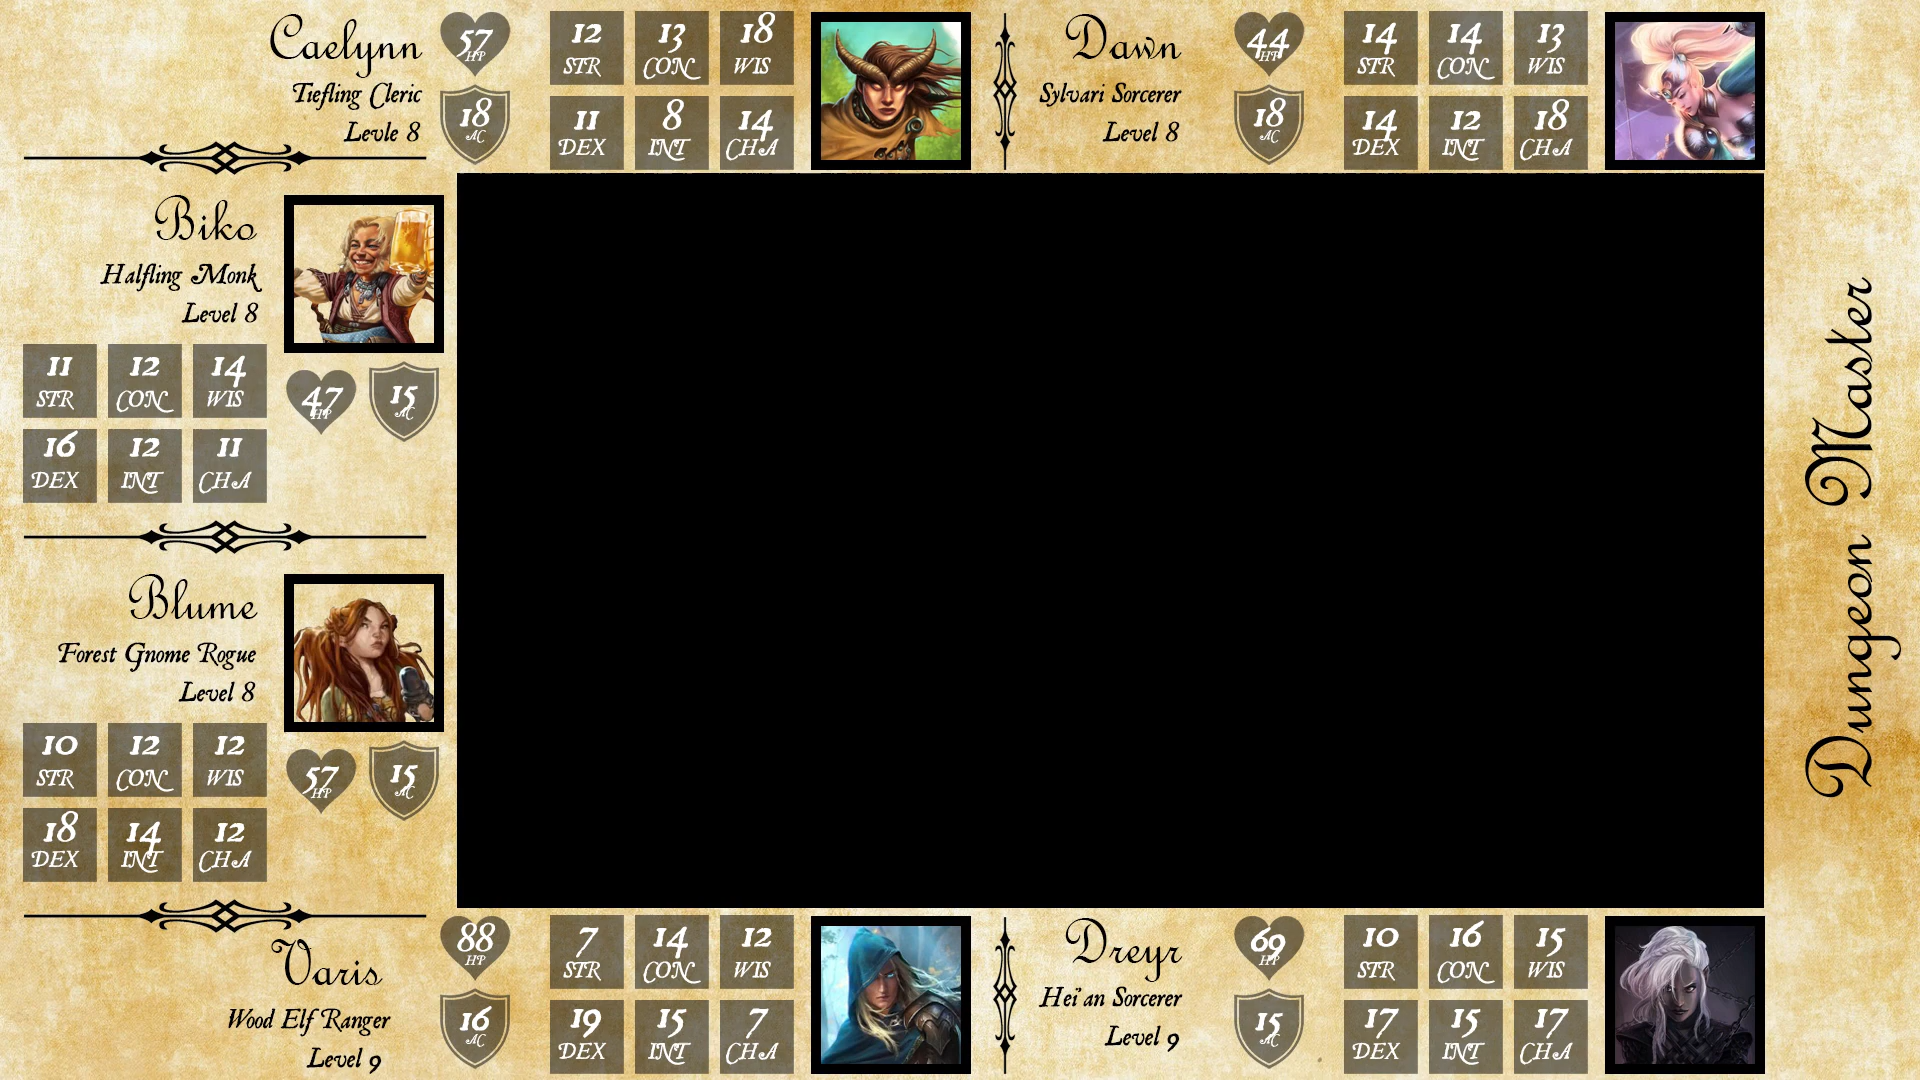 Caelynn
Tiefling Cleric
Levle 8
57
HP
18
AC
12
STR
13
CON
18
WIS
11
DEX
8
INT
14
CHA
Dawn
Sylvari Sorcerer
Level 8
44
HP
18
AC
14
STR
14
CON
13
WIS
14
DEX
12
INT
18
CHA
Biko
Halfling Monk
Level 8
11
STR
12
CON
14
WIS
16
DEX
12
INT
11
CHA
47
HP
15
AC
Blume
Forest Gnome Rogue
Level 8
10
STR
12
CON
12
WIS
18
DEX
14
INT
12
CHA
57
HP
15
AC
Varis
Wood Elf Ranger
Level 9
88
HP
16
AC
7
STR
14
CON
12
WIS
19
DEX
15
INT
7
CHA
Dreyr
Hei'an Sorcerer
Level 9
69
HP
15
AC
10
STR
16
CON
15
WIS
17
DEX
15
INT
17
CHA
Dungeon Master